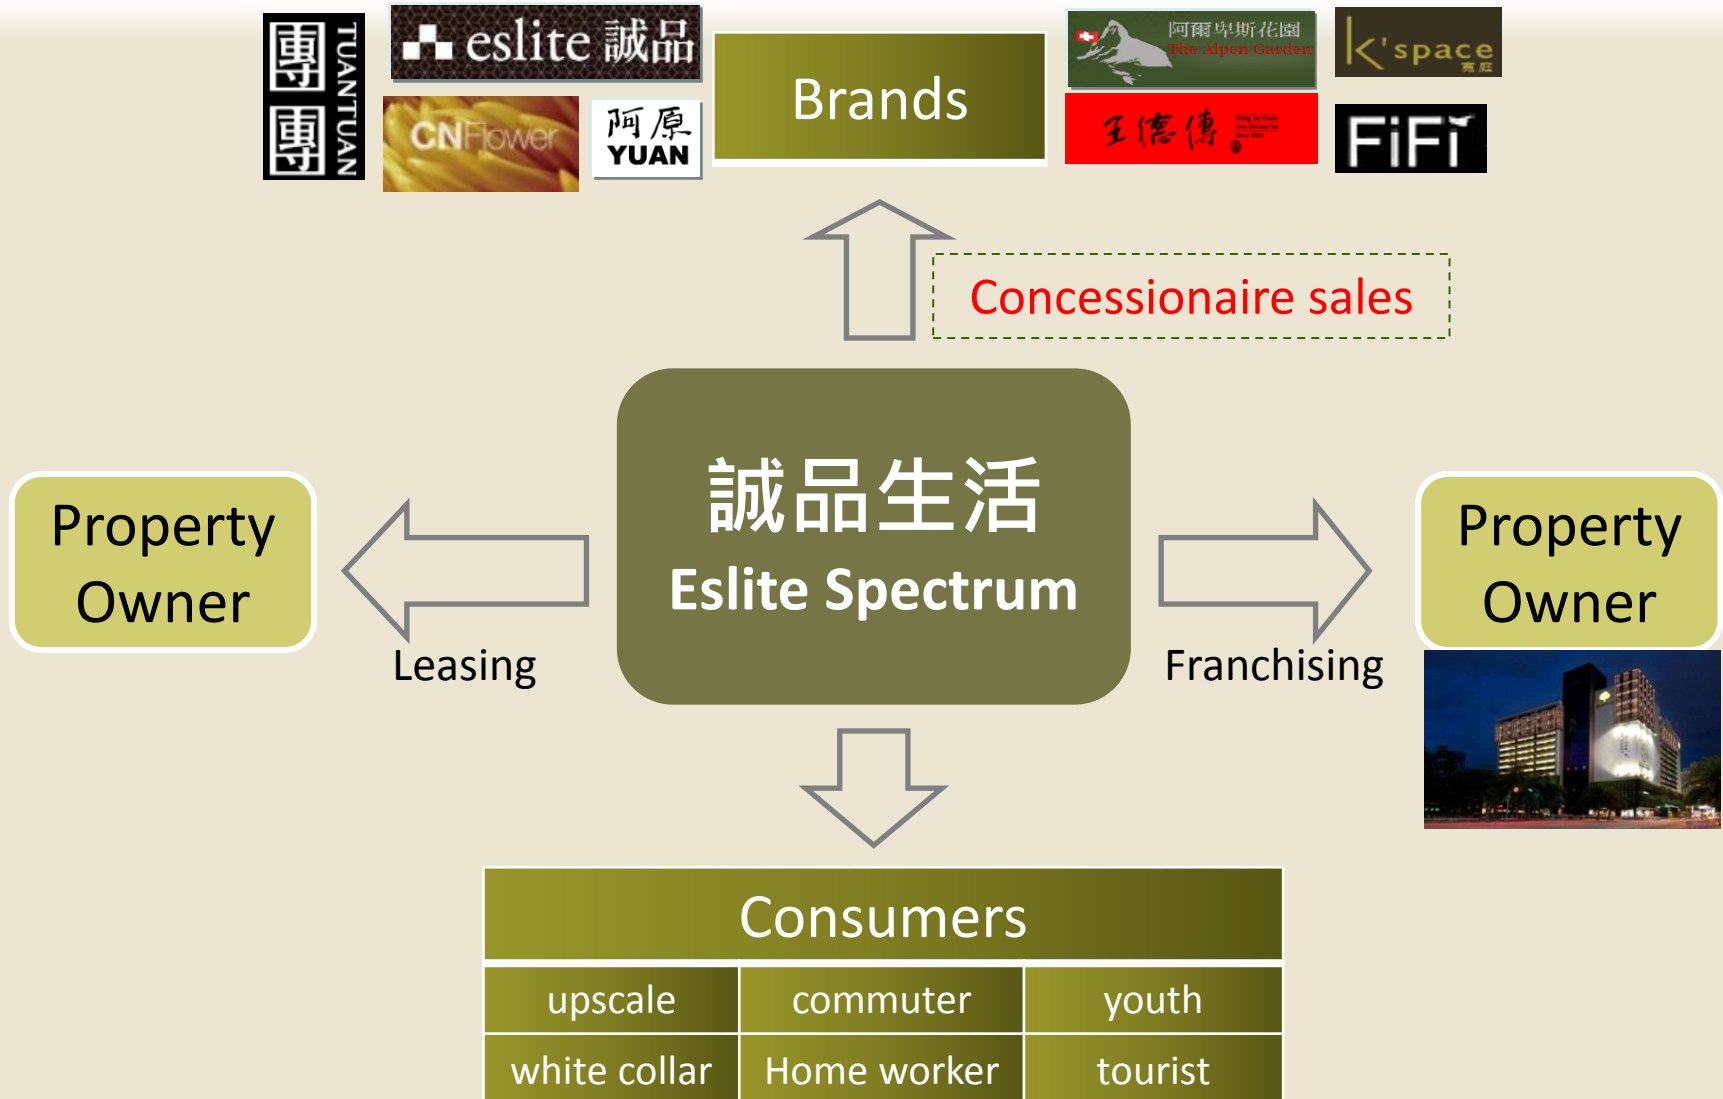 團團
TUANTUAN
eslite 誠品
CNFlower
阿原
YUAN
Brands
阿爾卑斯花園
The Alpen Garden
k'space
寬庭
王德傳
FiFi
Concessionaire sales
誠品生活
Eslite Spectrum
Property
Owner
Leasing
Property
Owner
Franchising
Consumers
upscale
commuter
youth
white collar
Home worker
tourist